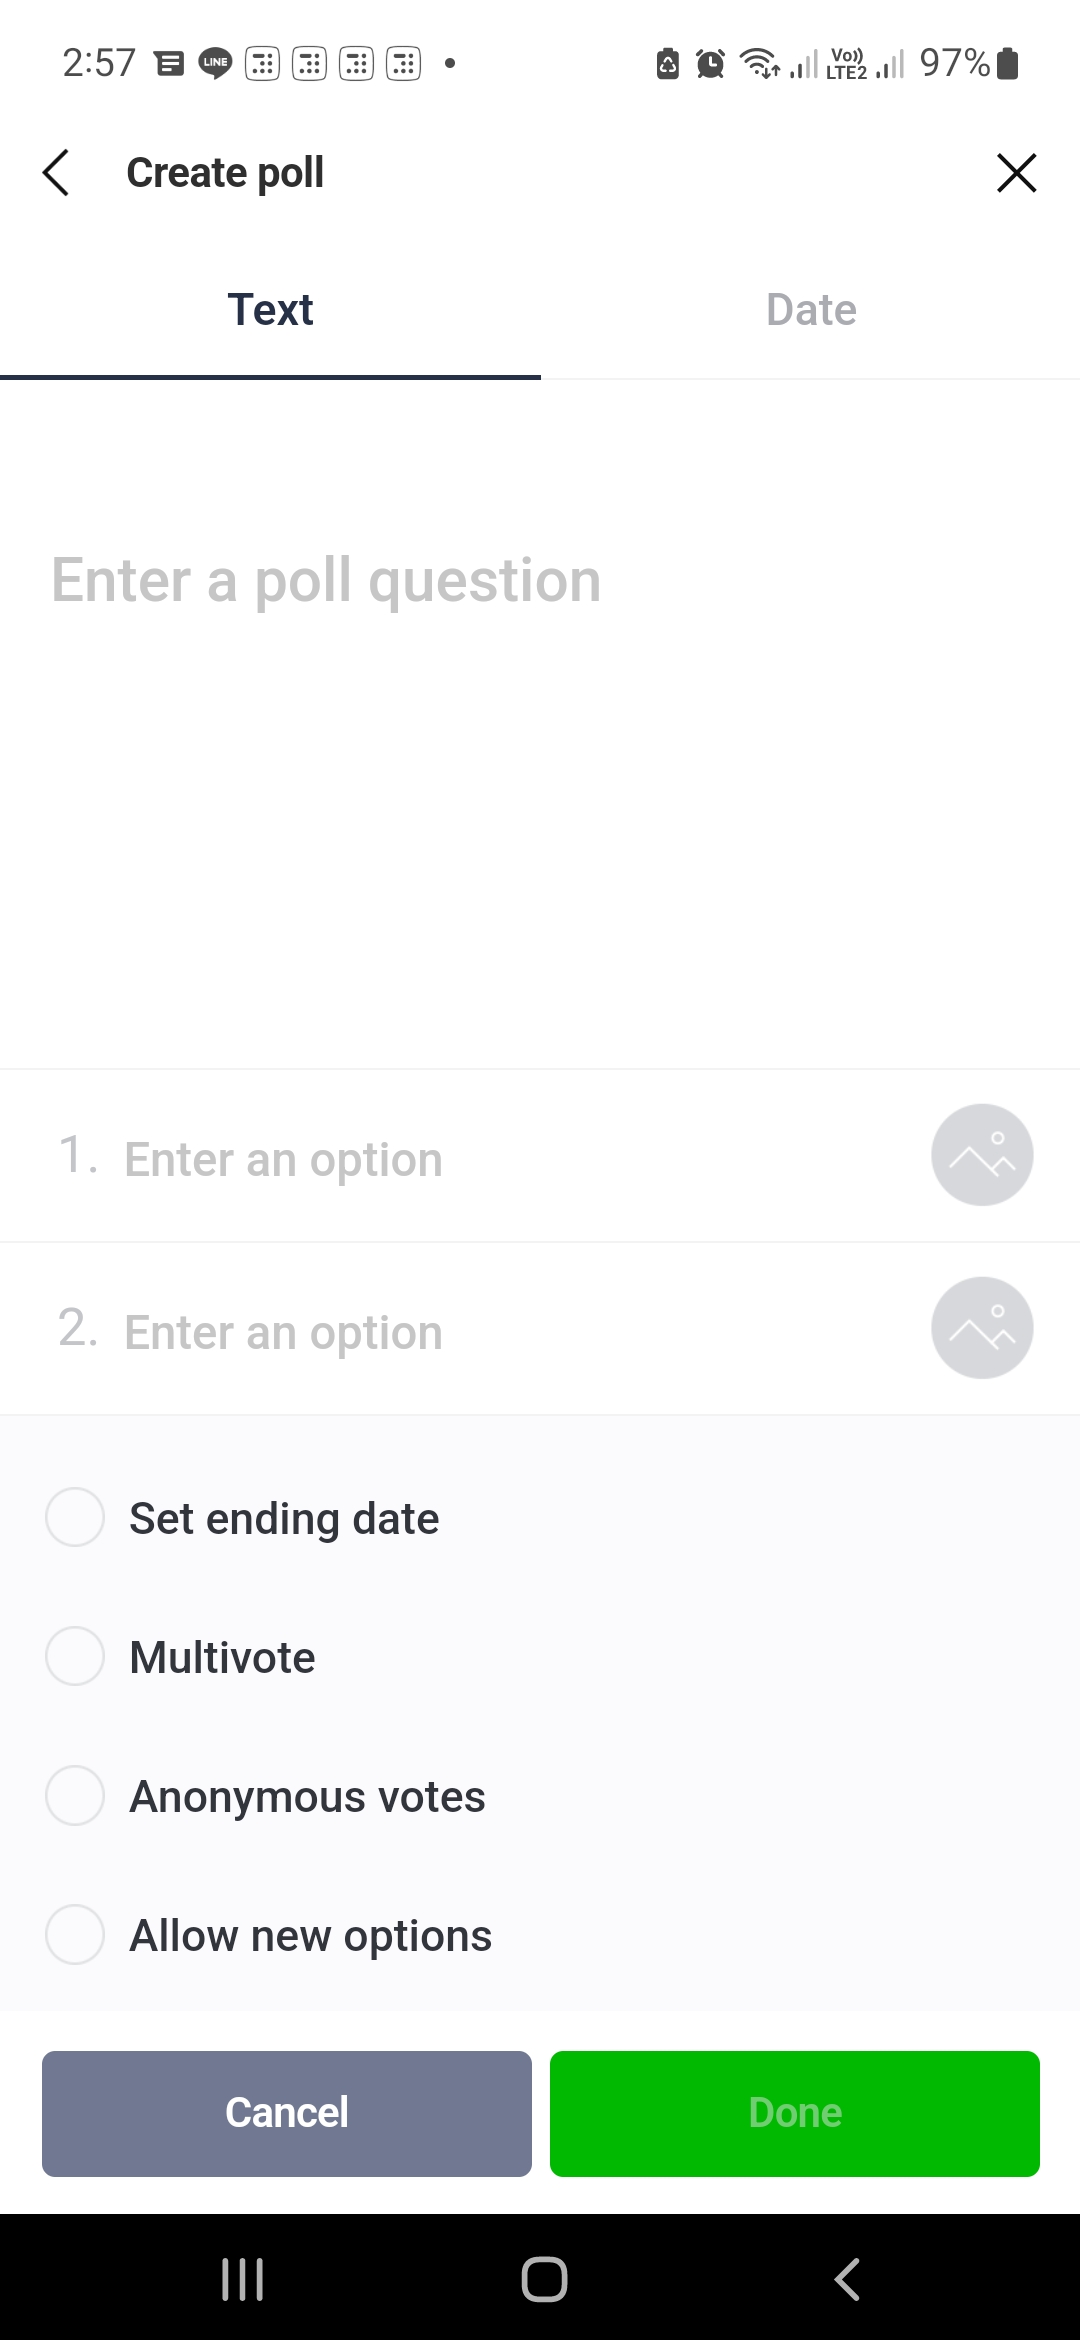 2:57 LINE Vo)) LTE2 97%
Create poll
Text Date
Enter a poll question
1. Enter an option
2. Enter an option
Set ending date
Multivote
Anonymous votes
Allow new options
Cancel Done